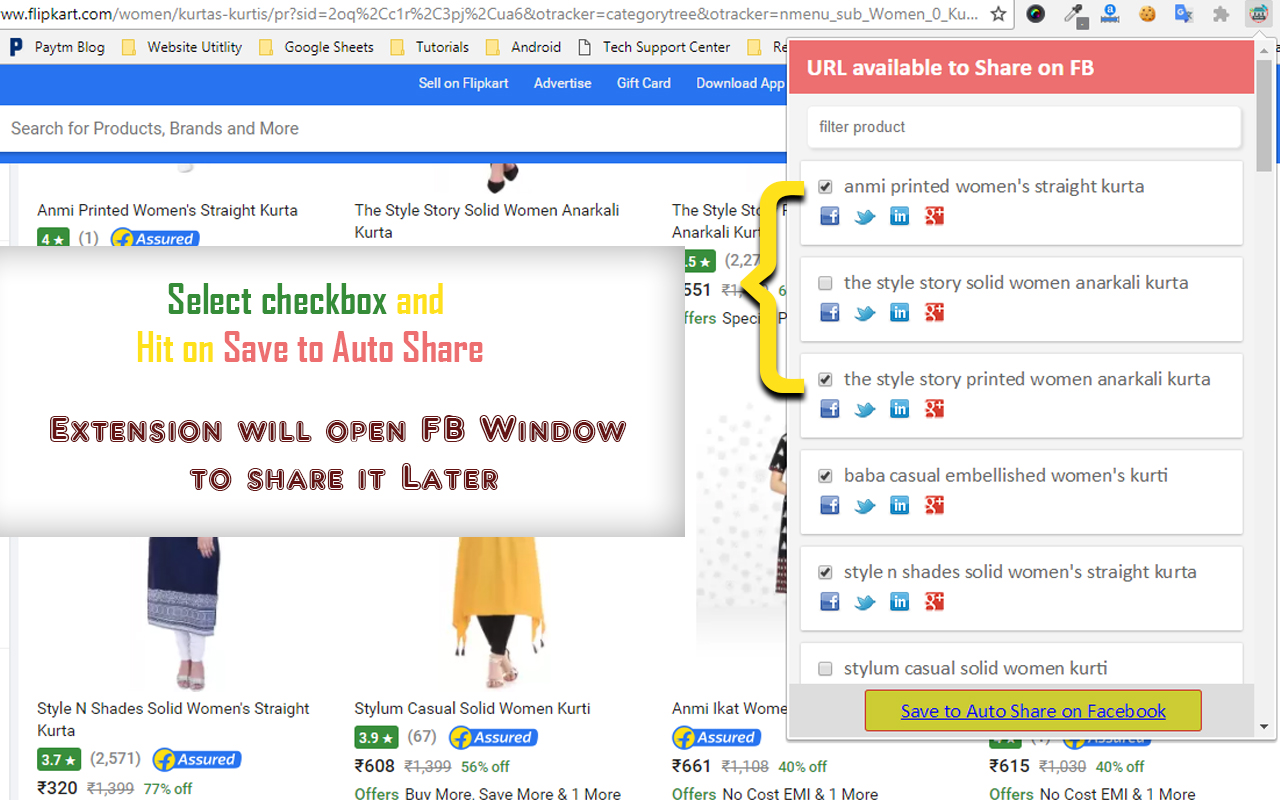 ww.flipkart.com/women/kurtas-kurtis/pr?sid=2oq%2Cc1r%2C3pj%2Cua6&otracker=categorytree&otracker=nmenu_sub_Women_0_Ku...
Paytm Blog Website Utitlity Google Sheets Tutorials Android Tech Support Center Re
Sell on Flipkart Advertise Gift Card Download App
Search for Products, Brands and More
Anmi Printed Women's Straight Kurta
4 ★ (1) f Assured
The Style Story Solid Women Anarkali
Kurta
The Style Sto
Anarkali Kur
.5 ★ (2,27
551
ffers Speci P
Select checkbox and
Hit on Save to Auto Share
Extension will open FB Window
to share it Later
Style N Shades Solid Women's Straight
Kurta
3.7 ★ (2,571) f Assured
₹320 ₹1,399 77% off
Stylum Casual Solid Women Kurti
3.9 ★ (67) f Assured
₹608 ₹1,399 56% off
Offers Buy More, Save More & 1 More
Anmi Ikat Wome
f Assured
₹661 ₹1,108 40% off
Offers No Cost EMI & 1 More
Assured
₹615 ₹1,030 40% off
Offers No Cost EMI & 1 More
URL available to Share on FB
filter product
anmi printed women's straight kurta
the style story solid women anarkali kurta
the style story printed women anarkali kurta
baba casual embellished women's kurti
style n shades solid women's straight kurta
stylum casual solid women kurti
Save to Auto Share on Facebook